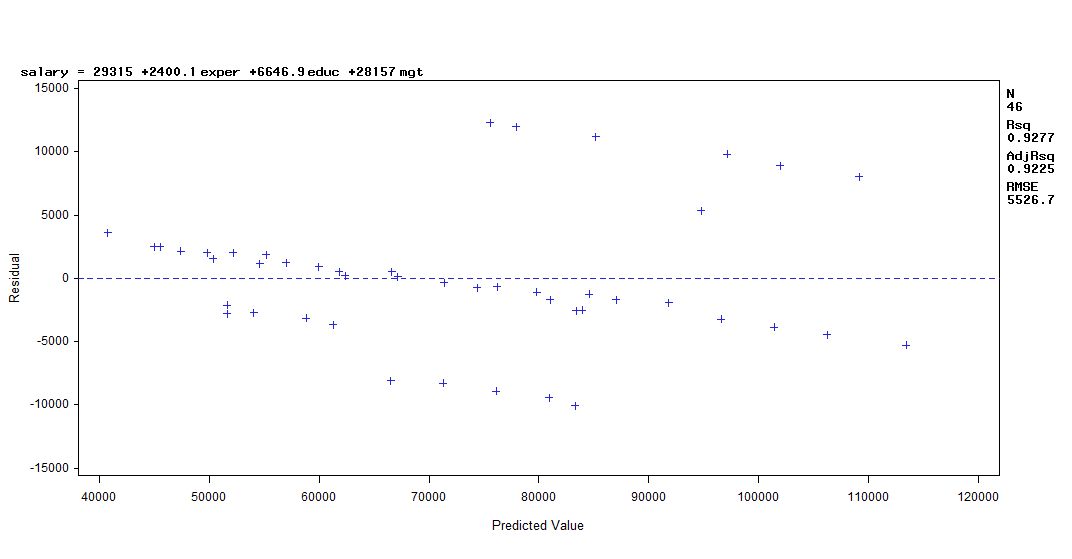 salary = 29315 +2400.1 exper +6646.9 educ +28157 mgt
N
46
Rsq
0.9277
AdjRsq
0.9225
RMSE
5526.7
15000
10000
5000
0
-5000
-10000
-15000
Residual
40000 50000 60000 70000 80000 90000 100000 110000 120000
Predicted Value